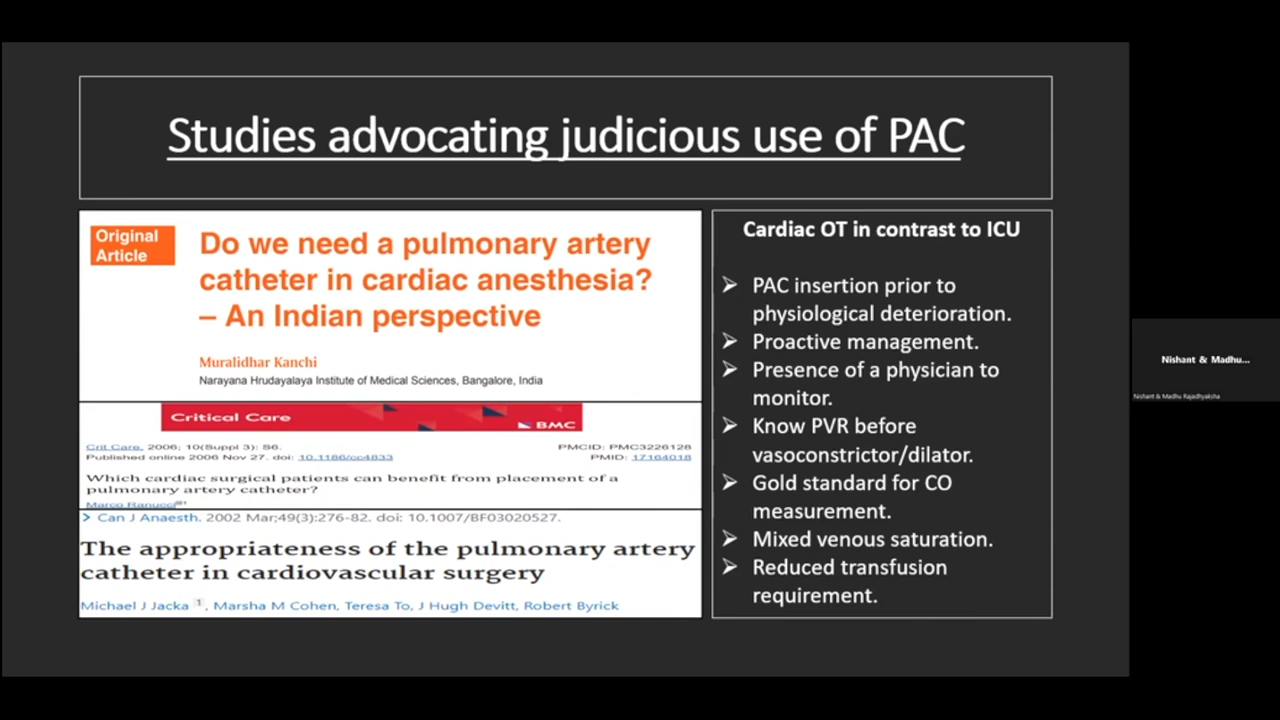 Studies advocating judicious use of PAC
Original
Article
Do we need a pulmonary artery
catheter in cardiac anesthesia?
– An Indian perspective
Muralidhar Kanchi
Narayana Hrudayalaya Institute of Medical Sciences, Bangalore, India
Critical Care
BMC
Crit Care. 2006; 10(Suppl 3): S6.
PMCID: PMC3226128
Published online 2006 Nov 27. doi: 10.1186/cc4833
PMID: 17164018
Which cardiac surgical patients can benefit from placement of a
pulmonary artery catheter?
Marco Ranucci
> Can J Anaesth. 2002 Mar;49(3):276-82. doi: 10.1007/BF03020527.
The appropriateness of the pulmonary artery
catheter in cardiovascular surgery
Michael J Jacka 1, Marsha M Cohen, Teresa To, J Hugh Devitt, Robert Byrick
Cardiac OT in contrast to ICU
➢ PAC insertion prior to
physiological deterioration.
➢ Proactive management.
➢ Presence of a physician to
monitor.
➢ Know PVR before
vasoconstrictor/dilator.
➢ Gold standard for CO
measurement.
➢ Mixed venous saturation.
➢ Reduced transfusion
requirement.
Nishant & Madhu...
Nishant & Madhu Rajadhyaksha